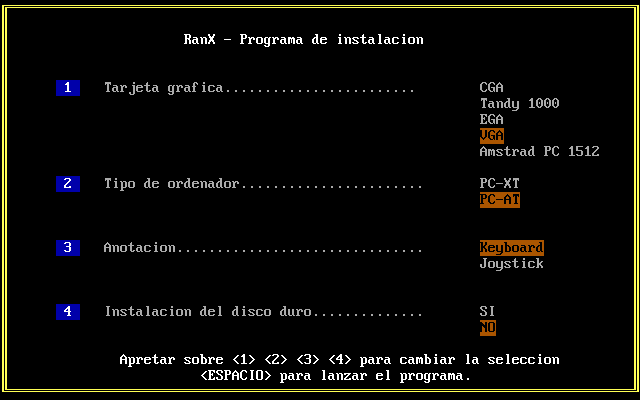 RanX - Programa de instalacion
1 Tarjeta grafica........................ CGA
Tandy 1000
EGA
VGA
Amstrad PC 1512
2 Tipo de ordenador....................... PC-XT
PC-AT
3 Anotacion............................... Keyboard
Joystick
4 Instalacion del disco duro.............. SI
NO
Apretar sobre <1> <2> <3> <4> para cambiar la seleccion
<ESPACIO> para lanzar el programa.